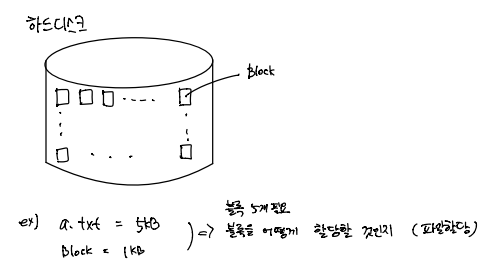 하드디스크
Block
블록 5개 필요
ex) a.txt = 5kB
Block = 1kB
) => 블록을 어떻게 할당할 것인지 (파일할당)